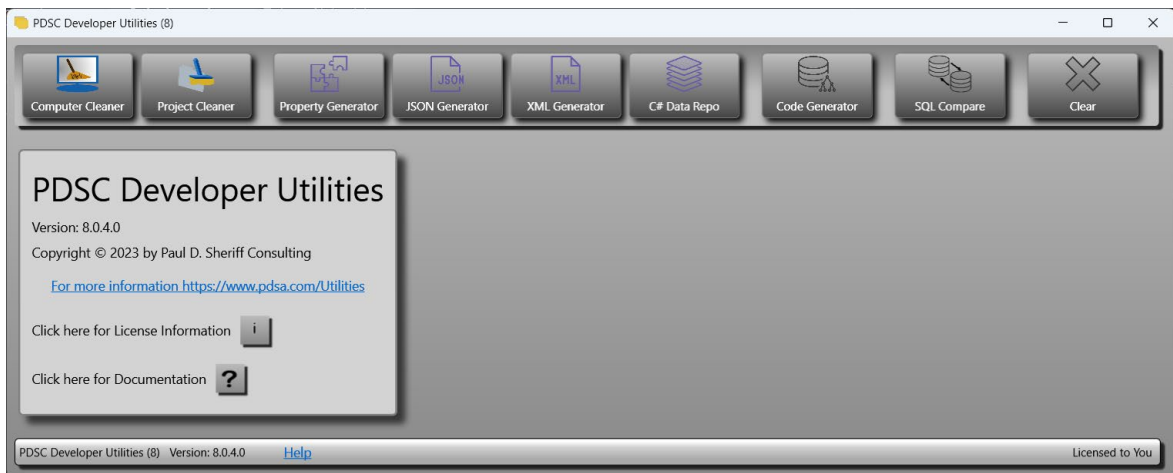 PDSC Developer Utilities (8)
Computer Cleaner
Project Cleaner
Property Generator
JSON
JSON Generator
XML
XML Generator
C# Data Repo
Code Generator
SQL Compare
Clear
PDSC Developer Utilities
Version: 8.0.4.0
Copyright © 2023 by Paul D. Sheriff Consulting
For more information https://www.pdsa.com/Utilities
Click here for License Information i
Click here for Documentation ?
PDSC Developer Utilities (8) Version: 8.0.4.0 Help Licensed to You